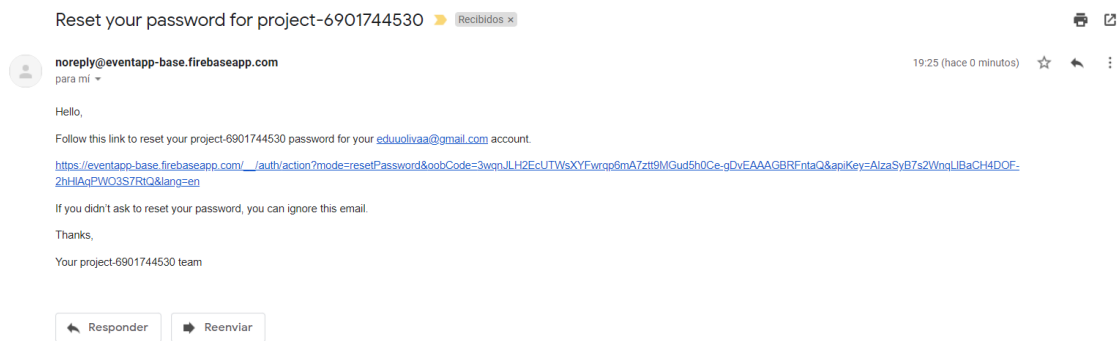 Reset your password for project-6901744530 Recibidos ×
noreply@eventapp-base.firebaseapp.com 19:25 (hace 0 minutos)
para mí
Hello,
Follow this link to reset your project-6901744530 password for your eduuolivaa@gmail.com account.
https://eventapp-base.firebaseapp.com/__/auth/action?mode=resetPassword&oobCode=3wqnJLH2EcUTWsXYFwrqp6mA7ztt9MGud5h0Ce-gDvEAAAGBRFntaQ&apiKey=AIzaSyB7s2WnqLIBaCH4DOF-
2hHlAqPWO3S7RtQ&lang=en
If you didn't ask to reset your password, you can ignore this email.
Thanks,
Your project-6901744530 team
Responder Reenviar